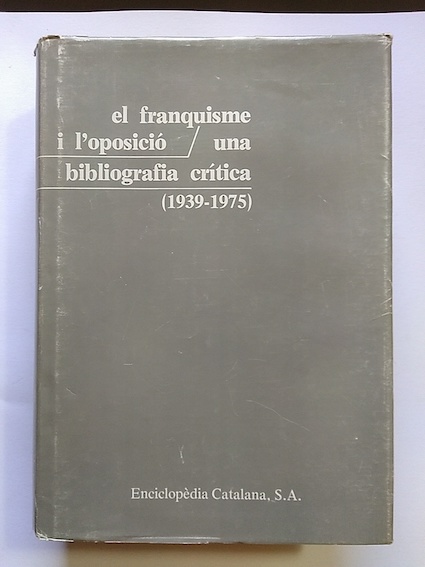 el franquisme
i l'oposició / una
bibliografia crítica
(1939-1975)
Enciclopèdia Catalana, S.A.